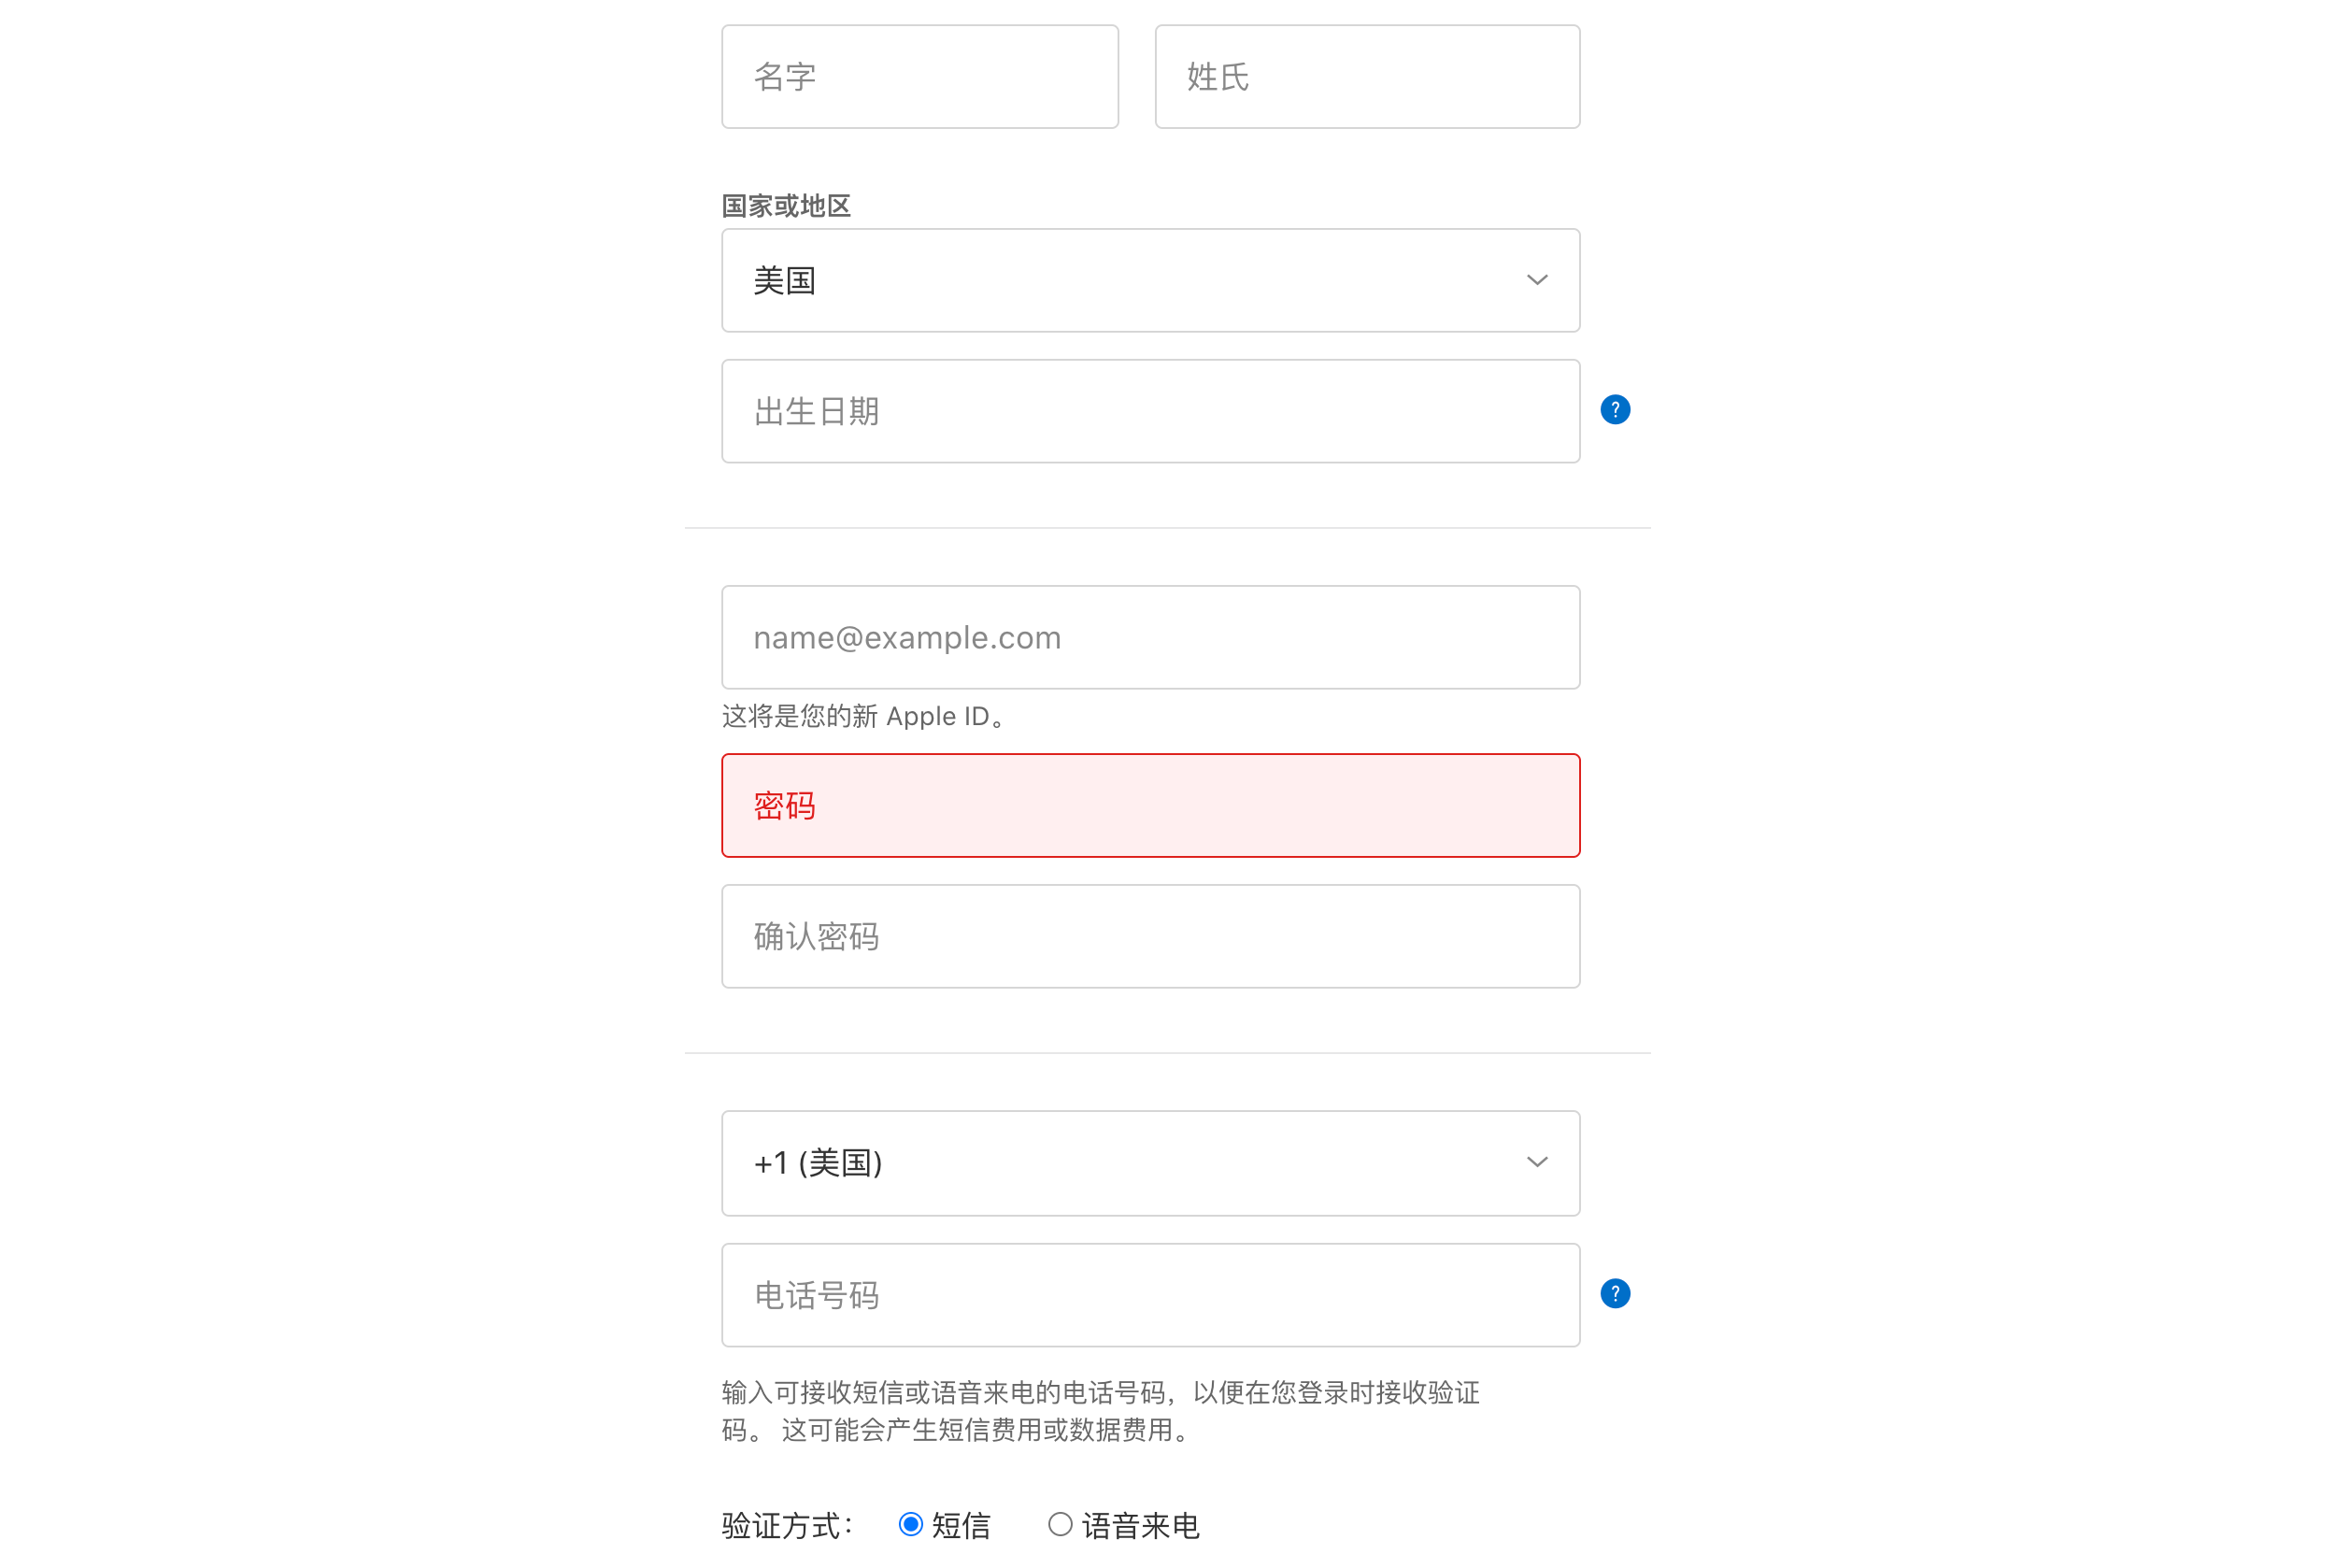 名字 姓氏
国家或地区
美国
出生日期
?
name@example.com
这将是您的新 Apple ID。
密码
确认密码
+1 (美国)
电话号码
?
输入可接收短信或语音来电的电话号码，以便在您登录时接收验证
码。 这可能会产生短信费用或数据费用。
验证方式： 短信 语音来电